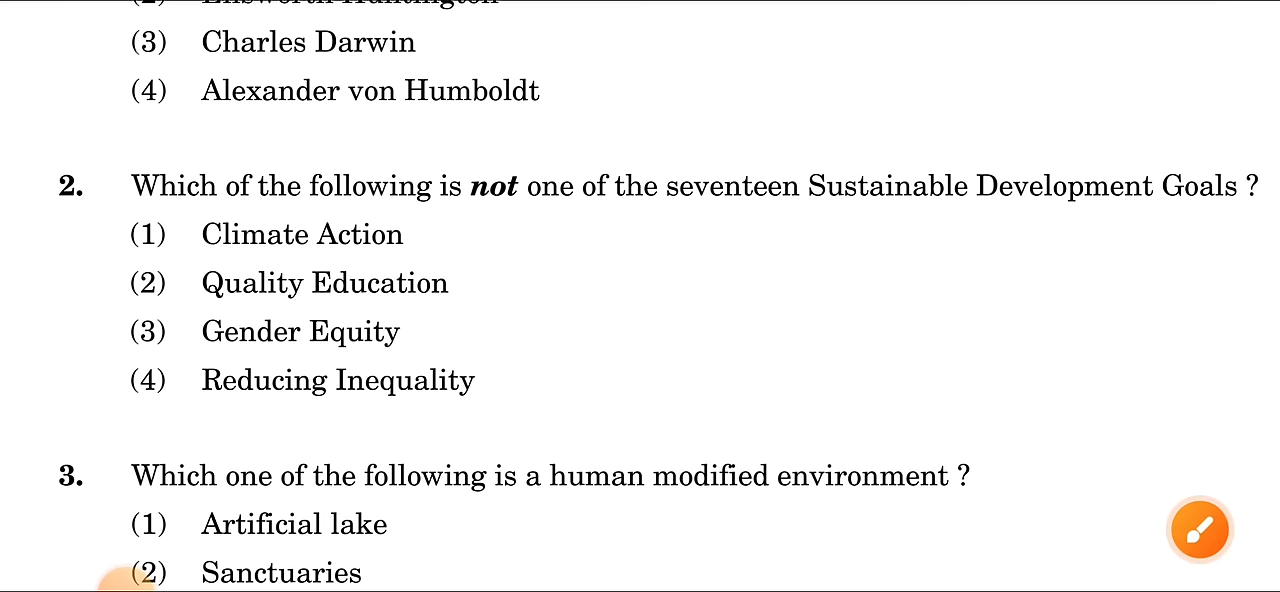 (3) Charles Darwin
(4) Alexander von Humboldt
2. Which of the following is not one of the seventeen Sustainable Development Goals ?
(1) Climate Action
(2) Quality Education
(3) Gender Equity
(4) Reducing Inequality
3. Which one of the following is a human modified environment ?
(1) Artificial lake
(2) Sanctuaries